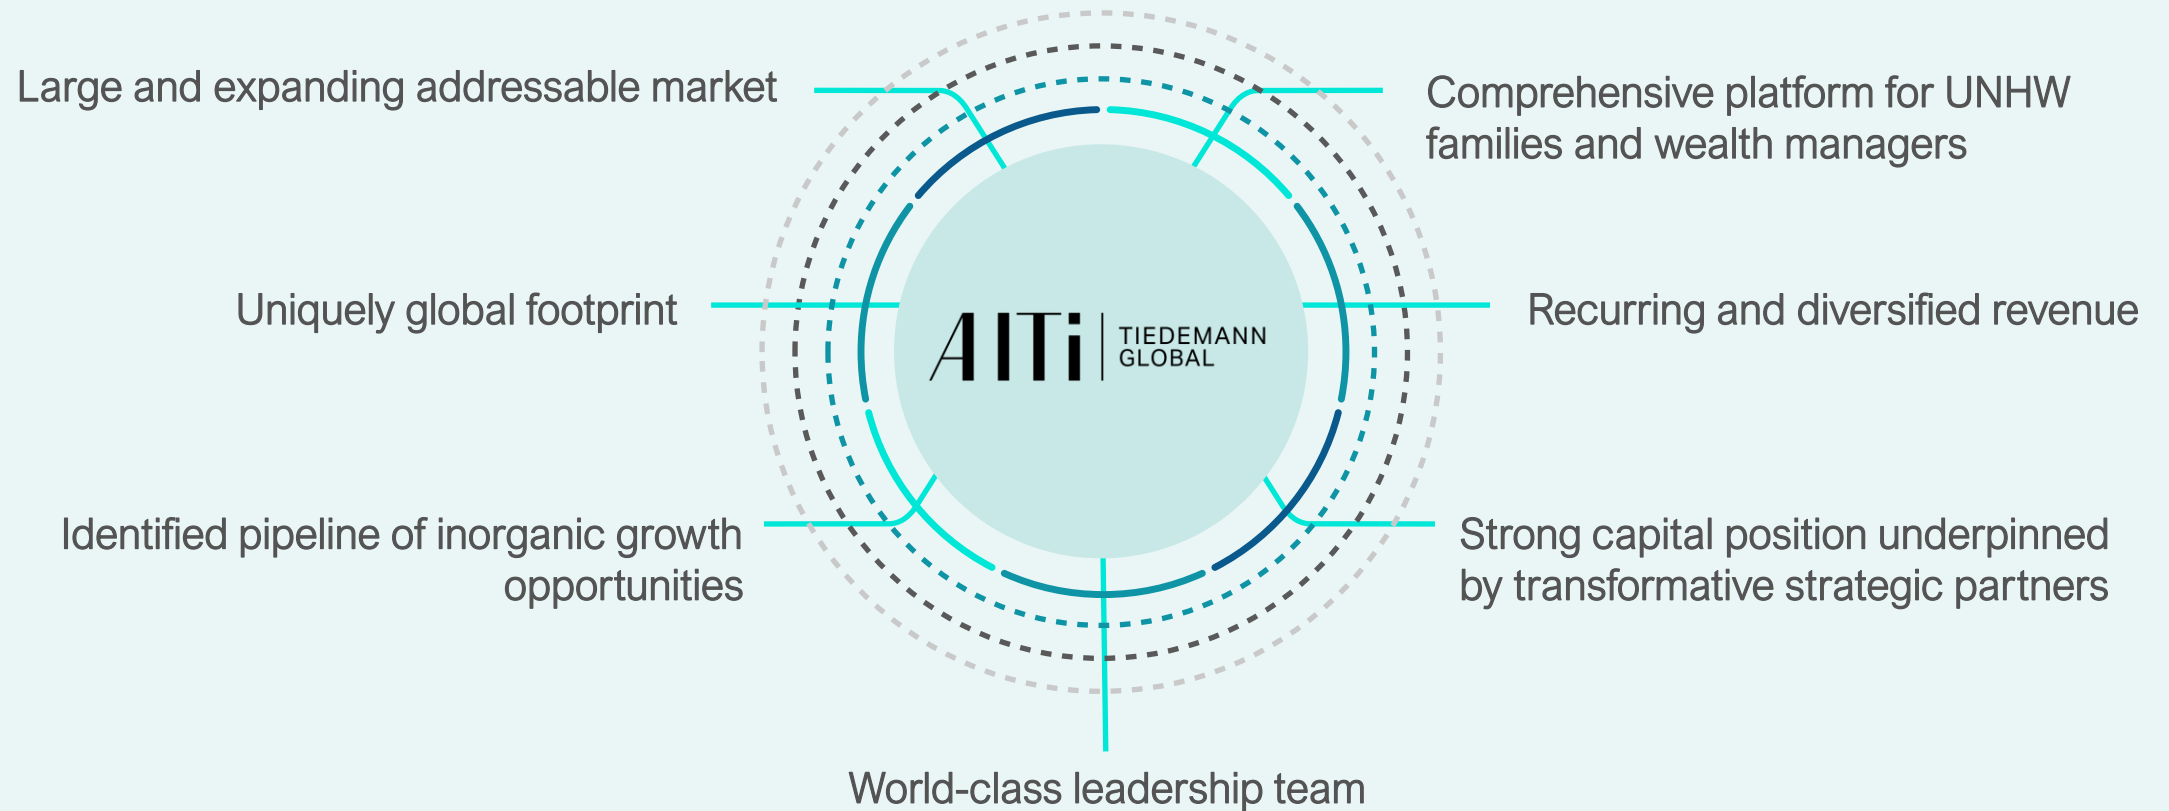 Large and expanding addressable market
Comprehensive platform for UNHW
families and wealth managers
Uniquely global footprint
AlTi
TIEDEMANN
GLOBAL
Recurring and diversified revenue
Identified pipeline of inorganic growth
opportunities
Strong capital position underpinned
by transformative strategic partners
World-class leadership team